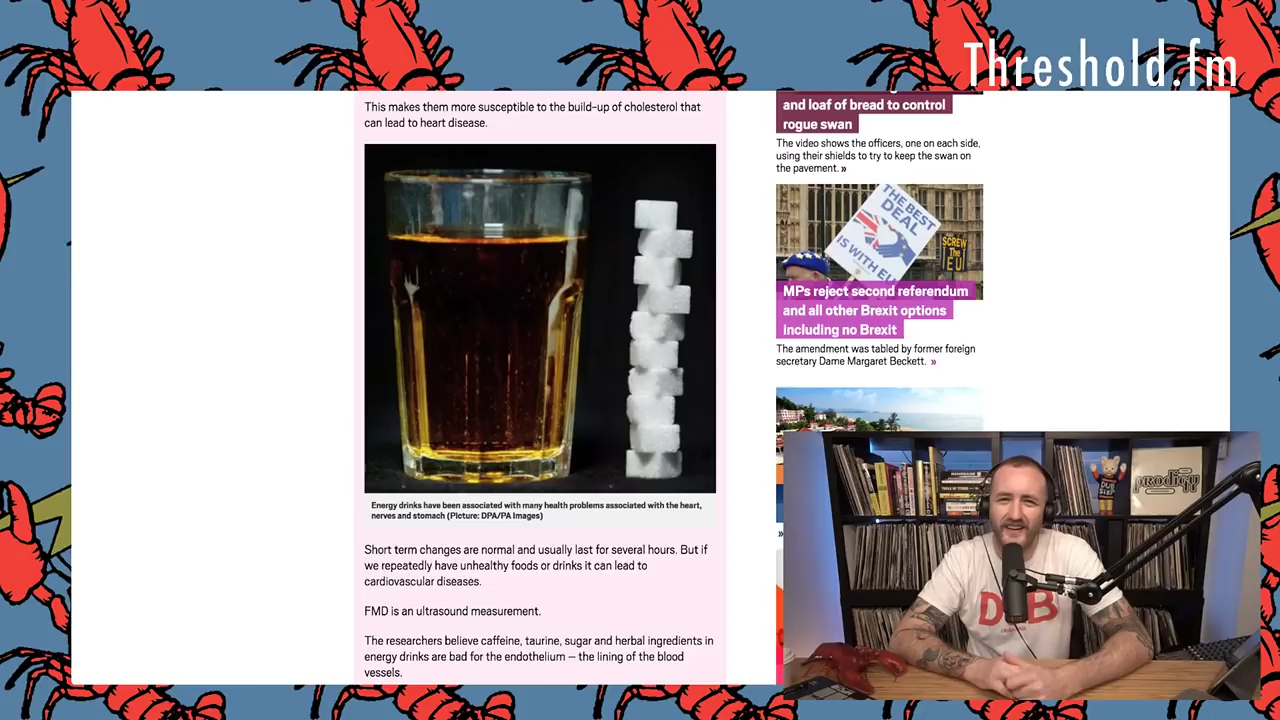 Threshold.fm
This makes them more susceptible to the build-up of cholesterol that
can lead to heart disease.
Energy drinks have been associated with many health problems associated with the heart,
nerves and stomach (Picture: DPA/PA Images)
Short term changes are normal and usually last for several hours. But if
we repeatedly have unhealthy foods or drinks it can lead to
cardiovascular diseases.
FMD is an ultrasound measurement.
The researchers believe caffeine, taurine, sugar and herbal ingredients in
energy drinks are bad for the endothelium – the lining of the blood
vessels.
and loaf of bread to control
rogue swan
The video shows the officers, one on each side,
using their shields to try to keep the swan on
the pavement. »
THE BEST
DEAL
IS WITH EU
SCREW
The
EU
MPs reject second referendum
and all other Brexit options
including no Brexit
The amendment was tabled by former foreign
secretary Dame Margaret Beckett. »
»
prodigy
DUB